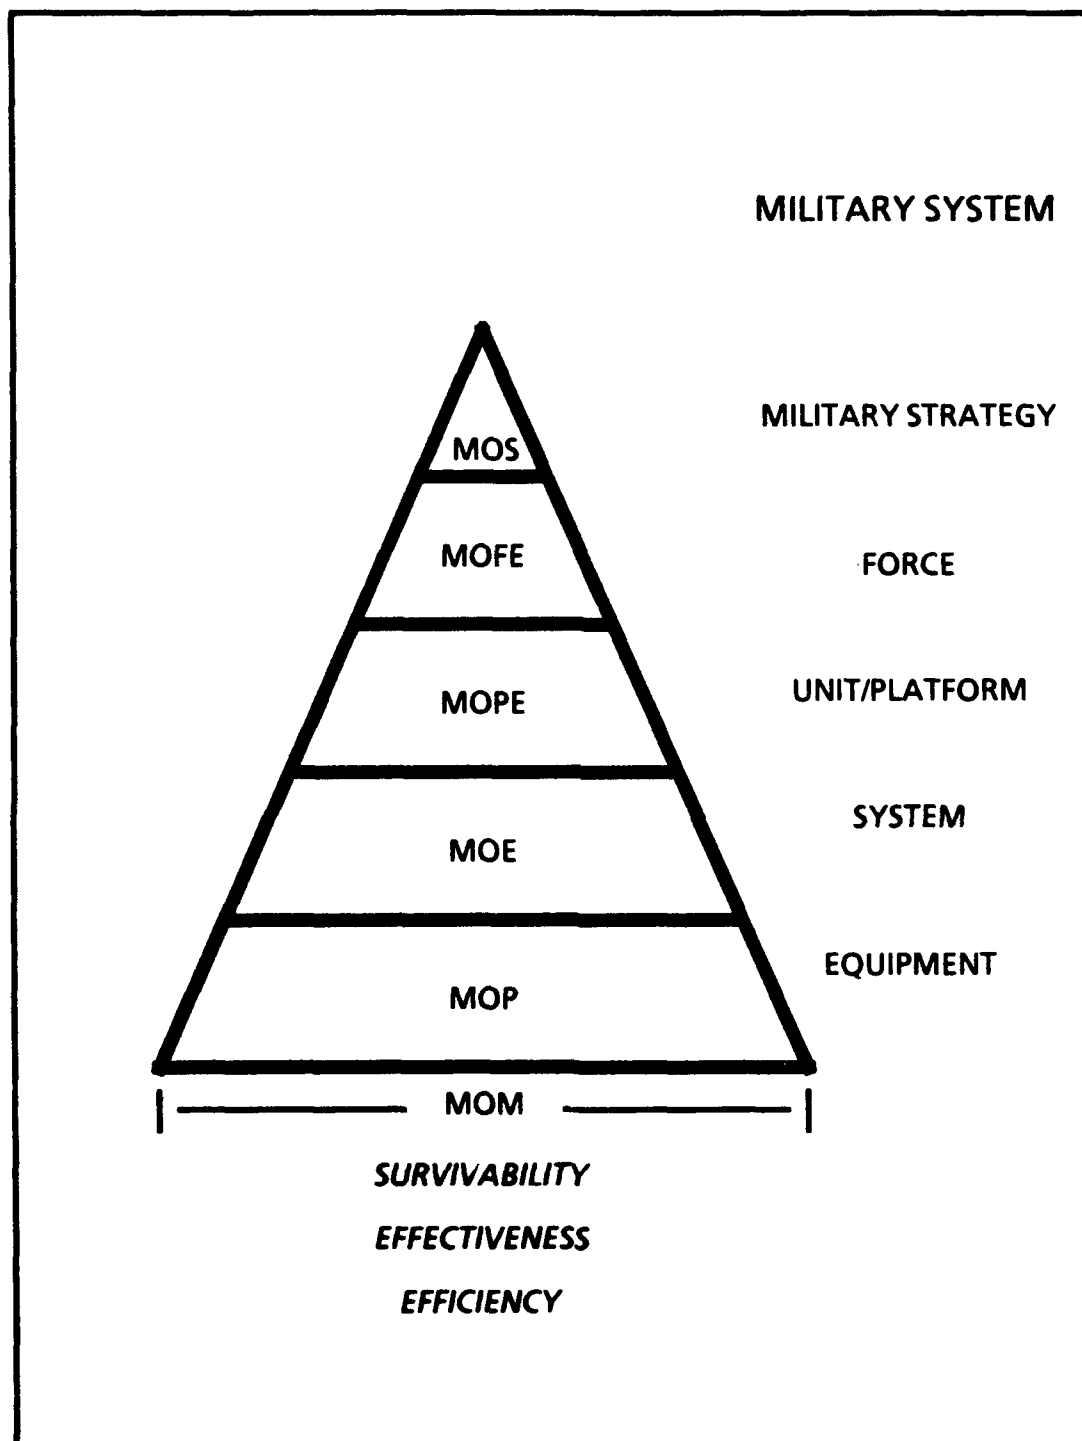 MILITARY SYSTEM
MILITARY STRATEGY
MOS
MOFE
FORCE
UNIT/PLATFORM
MOPE
SYSTEM
MOE
EQUIPMENT
MOP
MOM
SURVIVABILITY
EFFECTIVENESS
EFFICIENCY